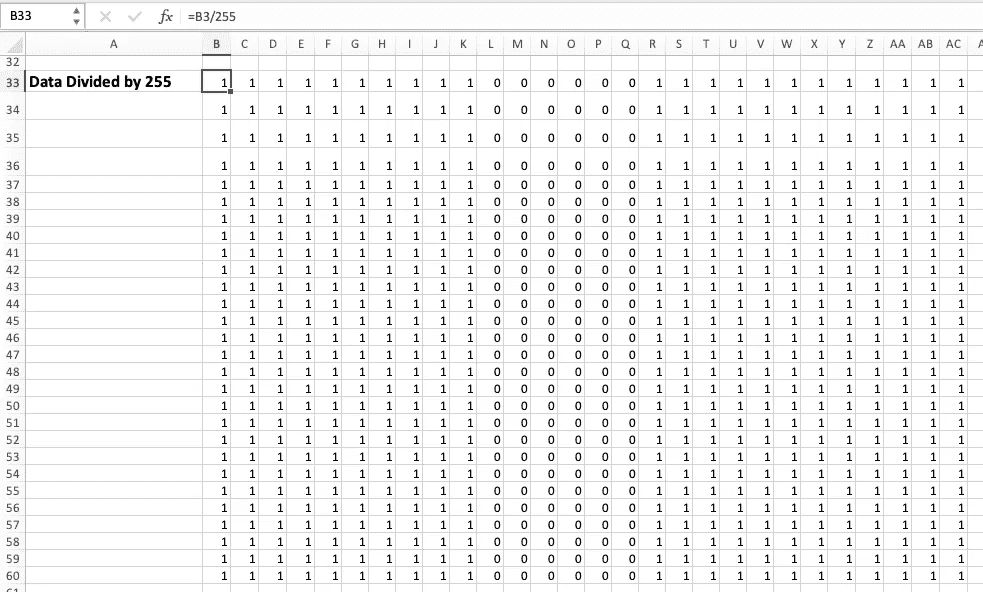 B33 fx =B3/255
A B C D E F G H I J K L M N O P Q R S T U V W X Y Z AA AB AC
32
33 Data Divided by 255 1 1 1 1 1 1 1 1 1 1 0 0 0 0 0 0 1 1 1 1 1 1 1 1 1 1 1 1
34 1 1 1 1 1 1 1 1 1 1 0 0 0 0 0 0 1 1 1 1 1 1 1 1 1 1 1 1
35 1 1 1 1 1 1 1 1 1 1 0 0 0 0 0 0 1 1 1 1 1 1 1 1 1 1 1 1
36 1 1 1 1 1 1 1 1 1 1 0 0 0 0 0 0 1 1 1 1 1 1 1 1 1 1 1 1
37 1 1 1 1 1 1 1 1 1 1 0 0 0 0 0 0 1 1 1 1 1 1 1 1 1 1 1 1
38 1 1 1 1 1 1 1 1 1 1 0 0 0 0 0 0 1 1 1 1 1 1 1 1 1 1 1 1
39 1 1 1 1 1 1 1 1 1 1 0 0 0 0 0 0 1 1 1 1 1 1 1 1 1 1 1 1
40 1 1 1 1 1 1 1 1 1 1 0 0 0 0 0 0 1 1 1 1 1 1 1 1 1 1 1 1
41 1 1 1 1 1 1 1 1 1 1 0 0 0 0 0 0 1 1 1 1 1 1 1 1 1 1 1 1
42 1 1 1 1 1 1 1 1 1 1 0 0 0 0 0 0 1 1 1 1 1 1 1 1 1 1 1 1
43 1 1 1 1 1 1 1 1 1 1 0 0 0 0 0 0 1 1 1 1 1 1 1 1 1 1 1 1
44 1 1 1 1 1 1 1 1 1 1 0 0 0 0 0 0 1 1 1 1 1 1 1 1 1 1 1 1
45 1 1 1 1 1 1 1 1 1 1 0 0 0 0 0 0 1 1 1 1 1 1 1 1 1 1 1 1
46 1 1 1 1 1 1 1 1 1 1 0 0 0 0 0 0 1 1 1 1 1 1 1 1 1 1 1 1
47 1 1 1 1 1 1 1 1 1 1 0 0 0 0 0 0 1 1 1 1 1 1 1 1 1 1 1 1
48 1 1 1 1 1 1 1 1 1 1 0 0 0 0 0 0 1 1 1 1 1 1 1 1 1 1 1 1
49 1 1 1 1 1 1 1 1 1 1 0 0 0 0 0 0 1 1 1 1 1 1 1 1 1 1 1 1
50 1 1 1 1 1 1 1 1 1 1 0 0 0 0 0 0 1 1 1 1 1 1 1 1 1 1 1 1
51 1 1 1 1 1 1 1 1 1 1 0 0 0 0 0 0 1 1 1 1 1 1 1 1 1 1 1 1
52 1 1 1 1 1 1 1 1 1 1 0 0 0 0 0 0 1 1 1 1 1 1 1 1 1 1 1 1
53 1 1 1 1 1 1 1 1 1 1 0 0 0 0 0 0 1 1 1 1 1 1 1 1 1 1 1 1
54 1 1 1 1 1 1 1 1 1 1 0 0 0 0 0 0 1 1 1 1 1 1 1 1 1 1 1 1
55 1 1 1 1 1 1 1 1 1 1 0 0 0 0 0 0 1 1 1 1 1 1 1 1 1 1 1 1
56 1 1 1 1 1 1 1 1 1 1 0 0 0 0 0 0 1 1 1 1 1 1 1 1 1 1 1 1
57 1 1 1 1 1 1 1 1 1 1 0 0 0 0 0 0 1 1 1 1 1 1 1 1 1 1 1 1
58 1 1 1 1 1 1 1 1 1 1 0 0 0 0 0 0 1 1 1 1 1 1 1 1 1 1 1 1
59 1 1 1 1 1 1 1 1 1 1 0 0 0 0 0 0 1 1 1 1 1 1 1 1 1 1 1 1
60 1 1 1 1 1 1 1 1 1 1 0 0 0 0 0 0 1 1 1 1 1 1 1 1 1 1 1 1